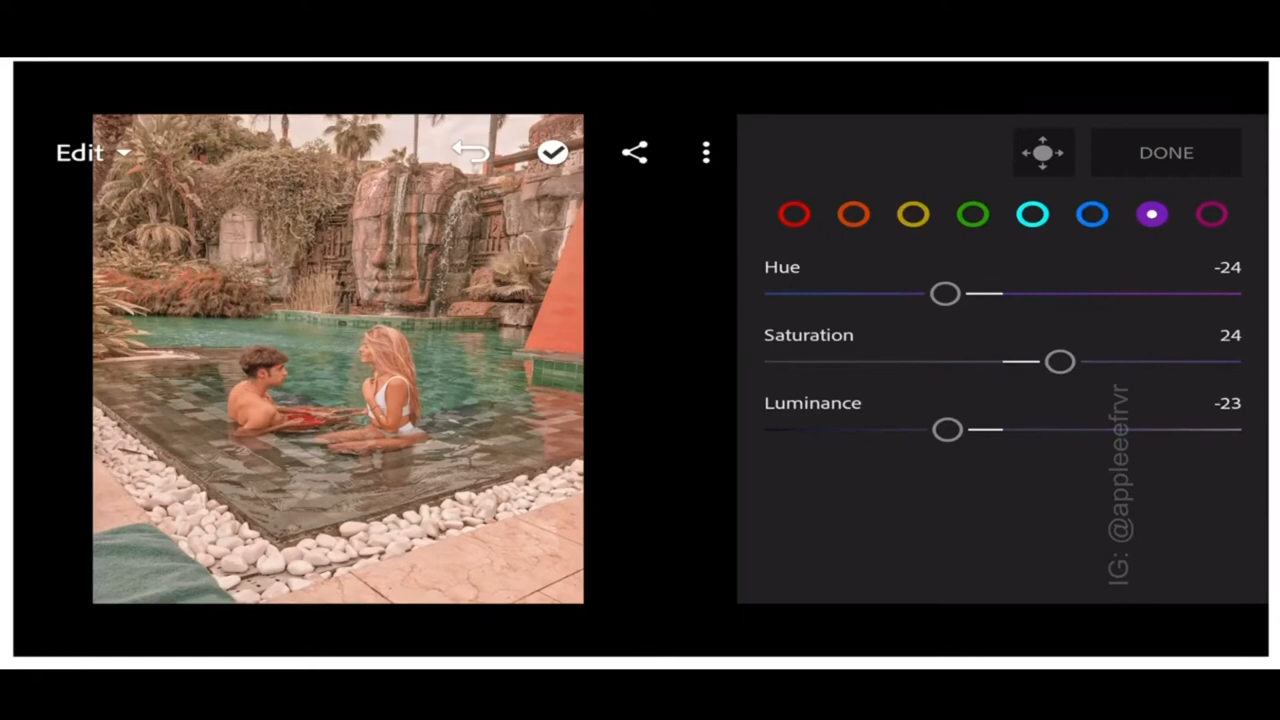 Edit
DONE
Hue -24
Saturation 24
Luminance -23
IG: @appleeefrvr